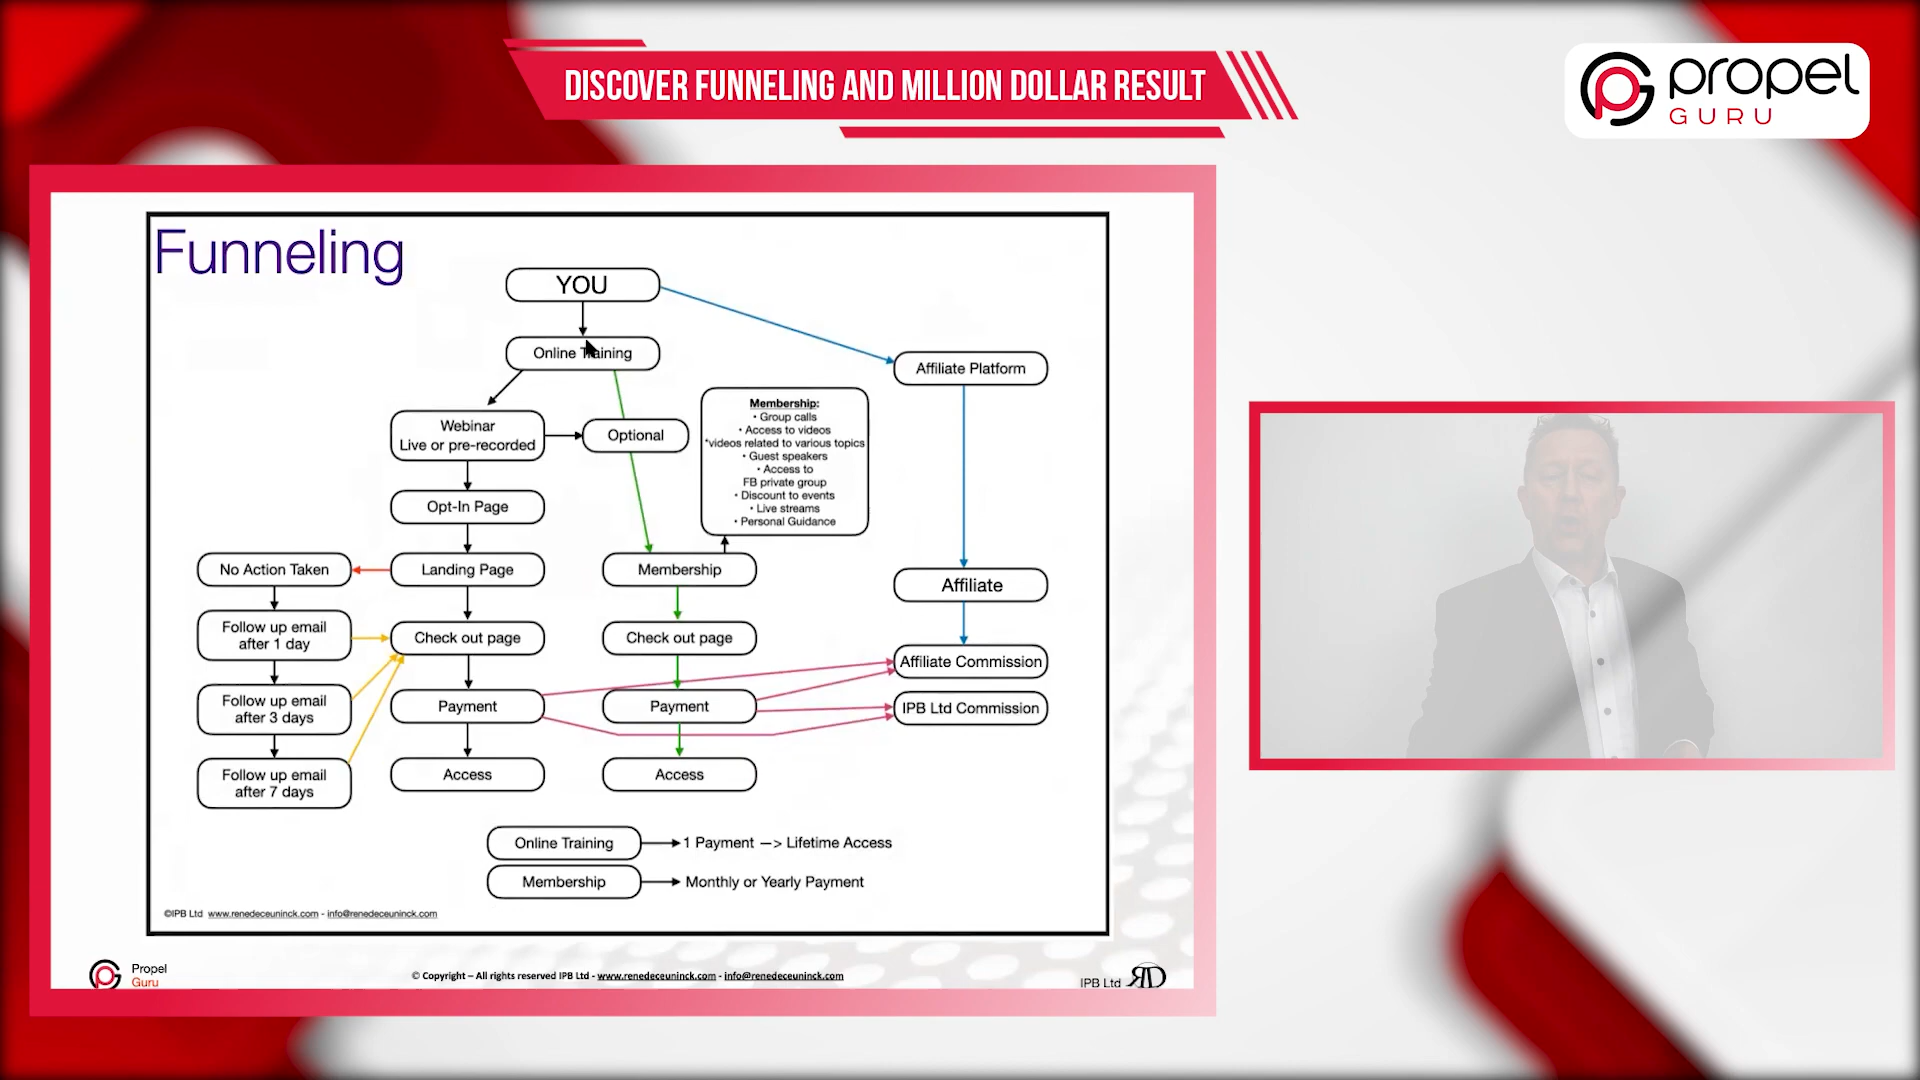 DISCOVER FUNNELING AND MILLION DOLLAR RESULT
propel
GURU
Funneling
YOU
Online Training
Affiliate Platform
Webinar
Live or pre-recorded
Optional
Membership:
• Group calls
• Access to videos
*videos related to various topics
• Guest speakers
• Access to
FB private group
• Discount to events
• Live streams
• Personal Guidance
Opt-In Page
No Action Taken
Landing Page
Membership
Affiliate
Follow up email
after 1 day
Check out page
Check out page
Affiliate Commission
Follow up email
after 3 days
Payment
Payment
IPB Ltd Commission
Follow up email
after 7 days
Access
Access
Online Training
1 Payment —> Lifetime Access
Membership
Monthly or Yearly Payment
©IPB Ltd www.renedeceuninck.com - info@renedeceuninck.com
Propel
Guru
© Copyright – All rights reserved IPB Ltd - www.renedeceuninck.com - info@renedeceuninck.com
IPB Ltd